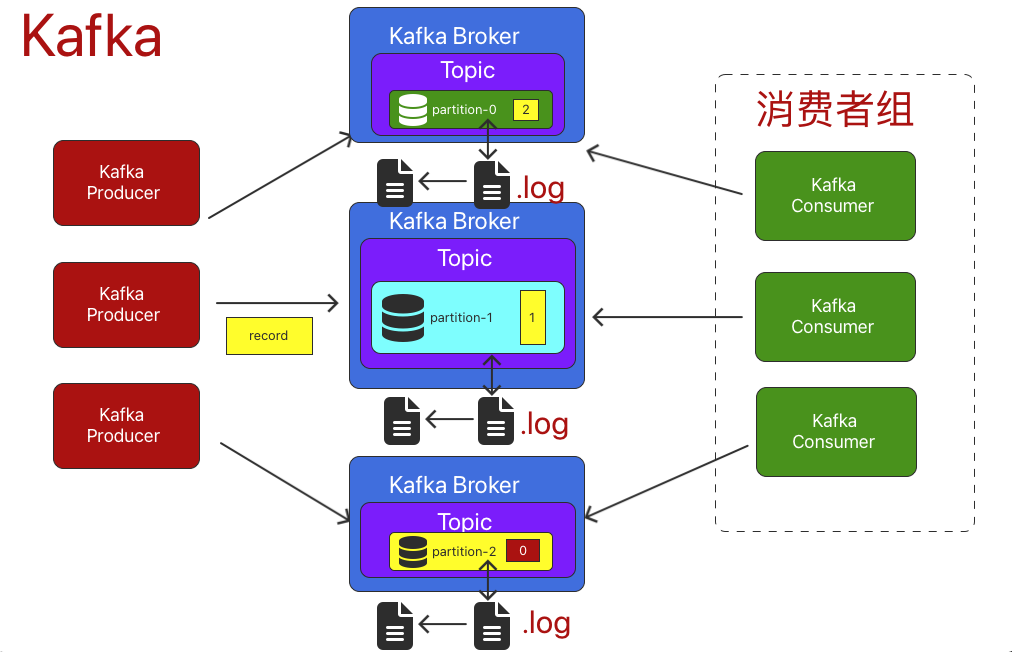 Kafka
Kafka Broker
Topic
partition-0
2
.log
Kafka
Producer
Kafka
Producer
record
Kafka
Producer
Kafka Broker
Topic
partition-1
1
.log
Kafka Broker
Topic
partition-2
0
.log
消费者组
Kafka
Consumer
Kafka
Consumer
Kafka
Consumer